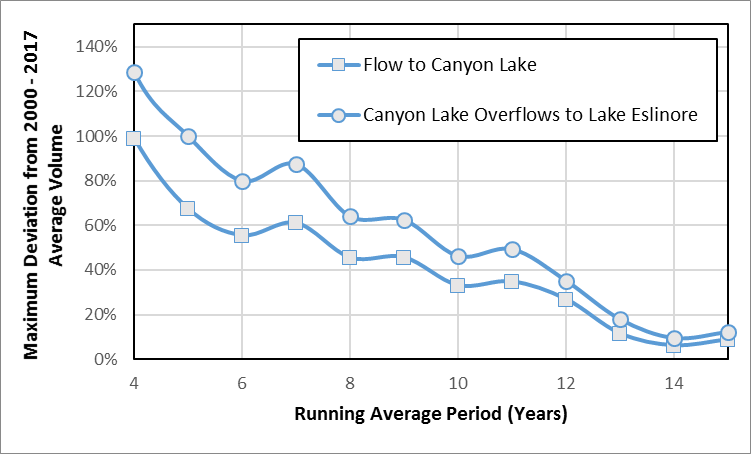 Maximum Deviation from 2000 - 2017
Average Volume
140%
120%
100%
80%
60%
40%
20%
0%
Flow to Canyon Lake
Canyon Lake Overflows to Lake Eslinore
4
6
8
10
12
14
Running Average Period (Years)